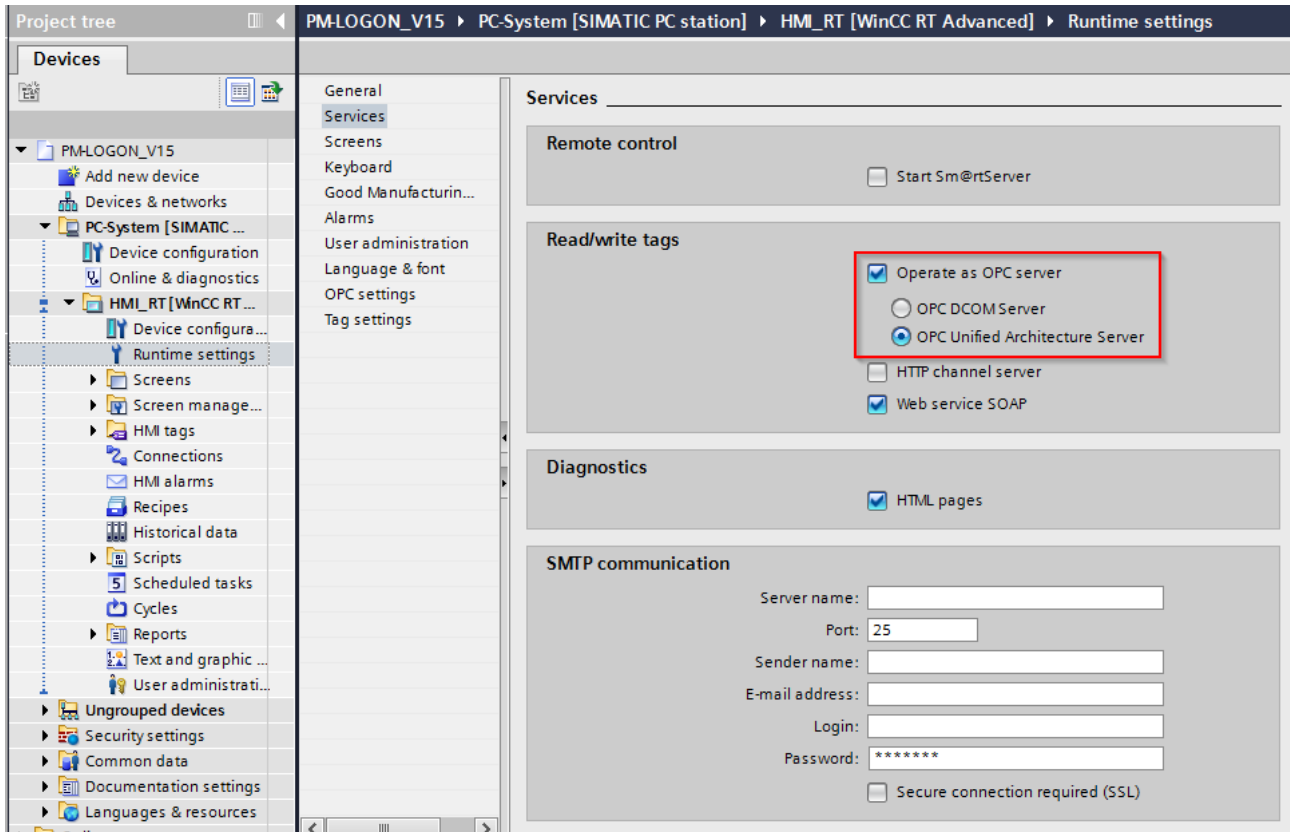 Project tree
Devices
PM-LOGON_V15
Add new device
Devices & networks
PC-System [SIMATIC ...
Device configuration
Online & diagnostics
HMI_RT [WinCC RT ...
Device configura...
Runtime settings
Screens
Screen manage...
HMI tags
Connections
HMI alarms
Recipes
Historical data
Scripts
Scheduled tasks
Cycles
Reports
Text and graphic ...
User administrati...
Ungrouped devices
Security settings
Common data
Documentation settings
Languages & resources
PM-LOGON_V15 ▸ PC-System [SIMATIC PC station] ▸ HMI_RT [WinCC RT Advanced] ▸ Runtime settings
General
Services
Screens
Keyboard
Good Manufacturin...
Alarms
User administration
Language & font
OPC settings
Tag settings
Services
Remote control
Start Sm@rtServer
Read/write tags
Operate as OPC server
OPC DCOM Server
OPC Unified Architecture Server
HTTP channel server
Web service SOAP
Diagnostics
HTML pages
SMTP communication
Server name:
Port: 25
Sender name:
E-mail address:
Login:
Password: *******
Secure connection required (SSL)